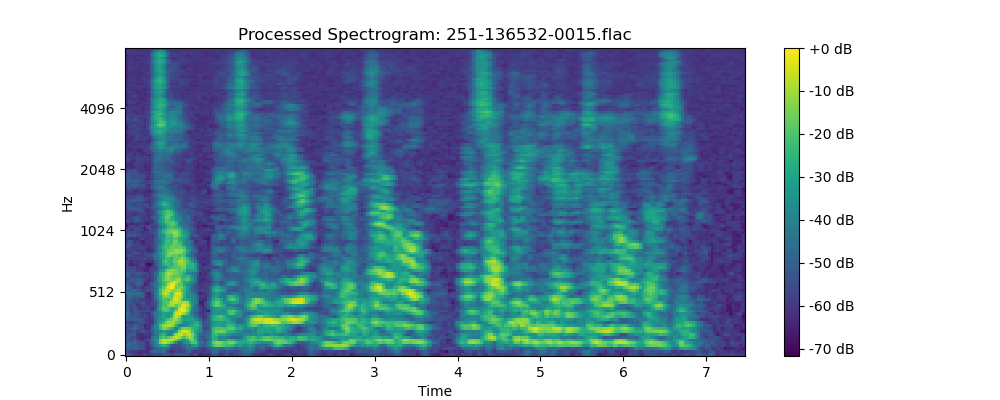 Processed Spectrogram: 251-136532-0015.flac
Hz
4096
2048
1024
512
0
0 1 2 3 4 5 6 7
Time
+0 dB
-10 dB
-20 dB
-30 dB
-40 dB
-50 dB
-60 dB
-70 dB